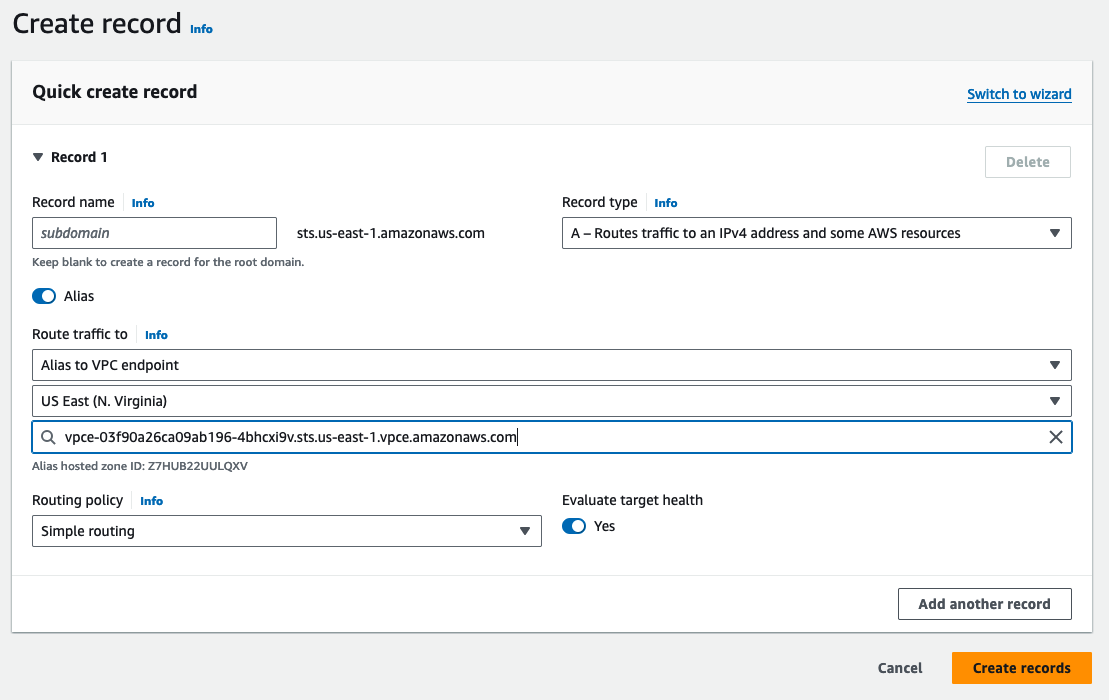 Create record Info
Quick create record
Switch to wizard
Record 1
Delete
Record name Info
Record type Info
subdomain
sts.us-east-1.amazonaws.com
A – Routes traffic to an IPv4 address and some AWS resources
Keep blank to create a record for the root domain.
Alias
Route traffic to Info
Alias to VPC endpoint
US East (N. Virginia)
vpce-03f90a26ca09ab196-4bhcxi9v.sts.us-east-1.vpce.amazonaws.com
Alias hosted zone ID: Z7HUB22UULQXV
Routing policy Info
Evaluate target health
Simple routing
Yes
Add another record
Cancel
Create records